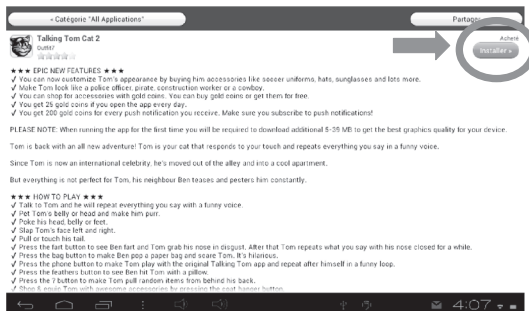 « Catégorie "All Applications"
Partager
Talking Tom Cat 2
Outfit7
Acheté
Installer »
★ ★ ★ EPIC NEW FEATURES ★ ★ ★
✓ You can now customize Tom's appearance by buying him accessories like soccer uniforms, hats, sunglasses and lots more.
✓ Make Tom look like a police officer, pirate, construction worker or a cowboy.
✓ You can shop for accessories with gold coins. You can buy gold coins or get them for free.
✓ You get 25 gold coins if you open the app every day.
✓ You get 200 gold coins for every push notification you receive. Make sure you subscribe to push notifications!
PLEASE NOTE: When running the app for the first time you will be required to download additional 5-39 MB to get the best graphics quality for your device.
Tom is back with an all new adventure! Tom is your cat that responds to your touch and repeats everything you say in a funny voice.
Since Tom is now an international celebrity, he's moved out of the alley and into a cool apartment.
But everything is not perfect for Tom, his neighbour Ben teases and pesters him constantly.
★ ★ ★ HOW TO PLAY ★ ★ ★
✓ Talk to Tom and he will repeat everything you say with a funny voice.
✓ Pet Tom's belly or head and make him purr.
✓ Poke his head, belly or feet.
✓ Slap Tom's face left and right.
✓ Pull or touch his tail.
✓ Press the fart button to see Ben fart and Tom grab his nose in disgust. After that Tom repeats what you say with his nose closed for a while.
✓ Press the bag button to make Ben pop a paper bag and scare Tom. It's hilarious.
✓ Press the phone button to make Tom play with the original Talking Tom app and repeat after himself in a funny loop.
✓ Press the feathers button to see Ben hit Tom with a pillow.
✓ Press the ? button to make Tom pull random items from behind his back.
✓ Shop & equip Tom with awesome accessories by pressing the coat hanger button.
4:07